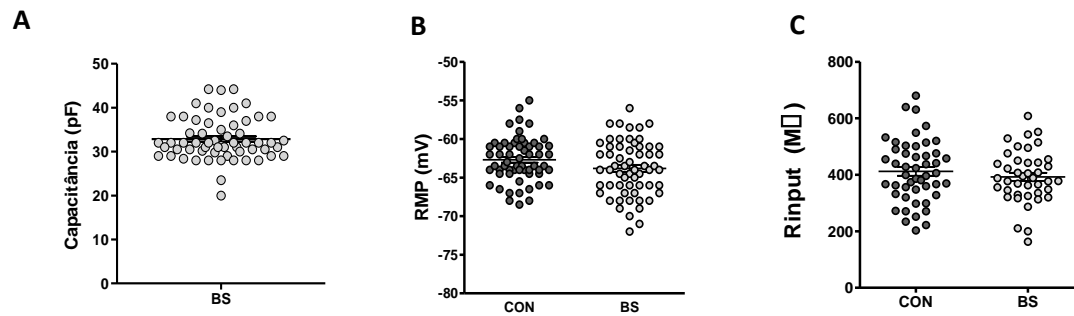 A
B
C
Capacitância (pF)
50
40
30
20
10
0
BS
RMP (mV)
-50
-55
-60
-65
-70
-75
-80
CON
BS
Rinput (M□)
800
600
400
200
0
CON
BS